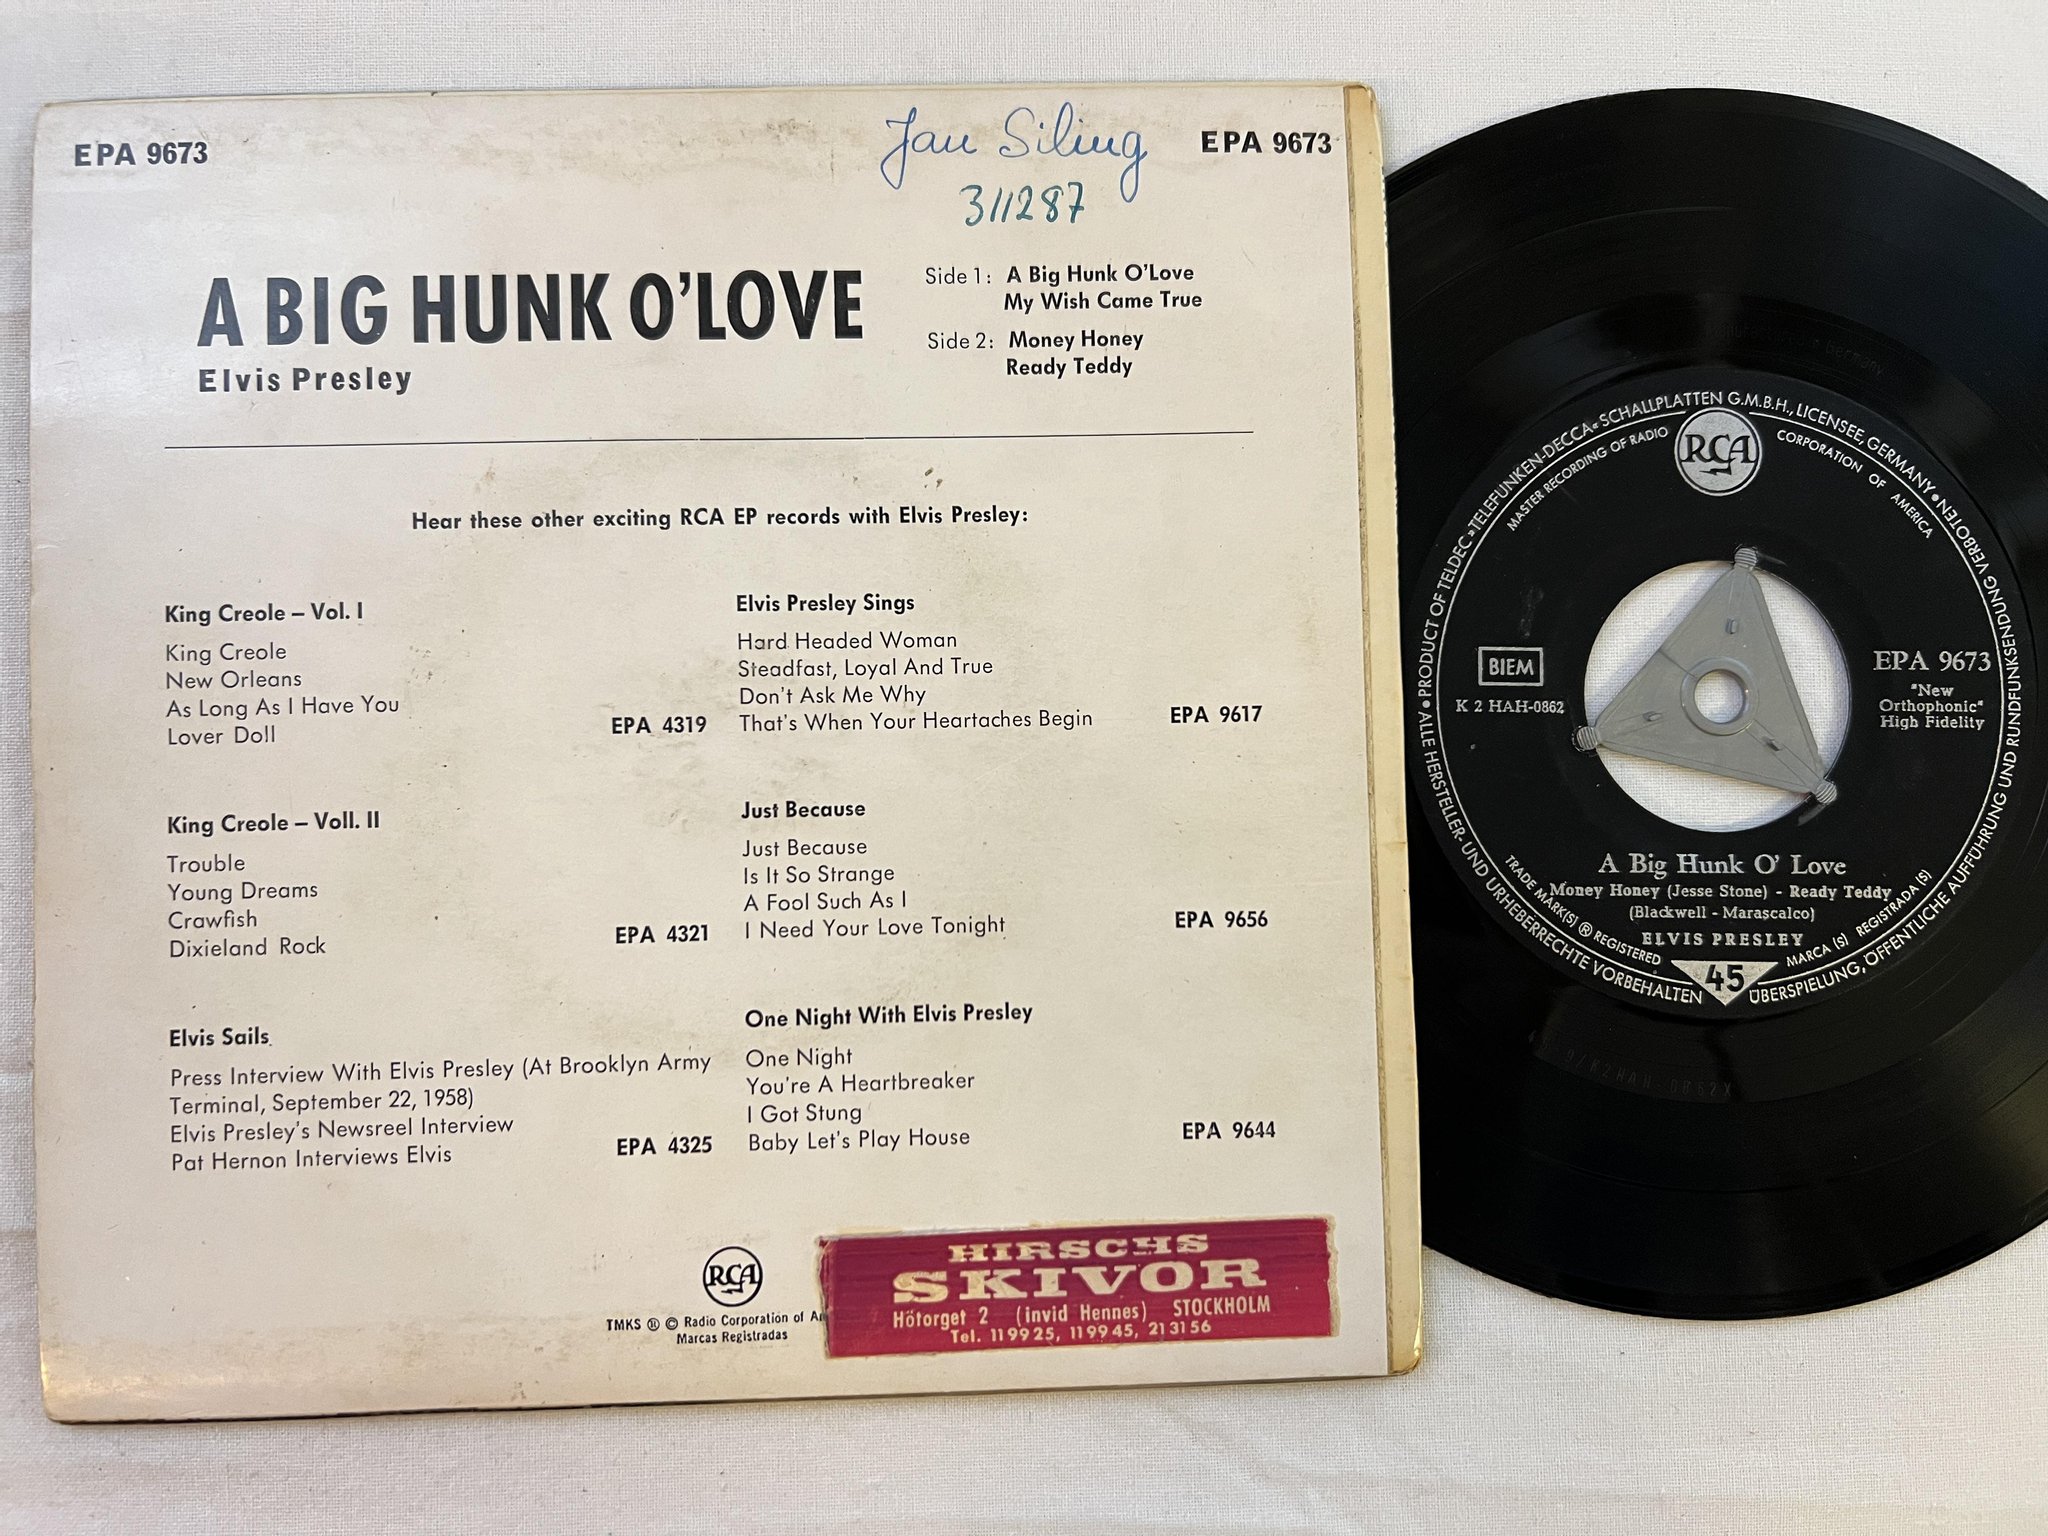 EPA 9673
Jan Siling
EPA 9673
311287
A BIG HUNK O'LOVE
Elvis Presley
Side 1: A Big Hunk O'Love
My Wish Came True
Side 2: Money Honey
Ready Teddy
Hear these other exciting RCA EP records with Elvis Presley:
King Creole – Vol. I
King Creole
New Orleans
As Long As I Have You
Lover Doll
EPA 4319
King Creole – Voll. II
Trouble
Young Dreams
Crawfish
Dixieland Rock
EPA 4321
Elvis Sails
Press Interview With Elvis Presley (At Brooklyn Army
Terminal, September 22, 1958)
Elvis Presley's Newsreel Interview
Pat Hernon Interviews Elvis
EPA 4325
Elvis Presley Sings
Hard Headed Woman
Steadfast, Loyal And True
Don't Ask Me Why
That's When Your Heartaches Begin
EPA 9617
Just Because
Just Because
Is It So Strange
A Fool Such As I
I Need Your Love Tonight
EPA 9656
One Night With Elvis Presley
One Night
You're A Heartbreaker
I Got Stung
Baby Let's Play House
EPA 9644
RCA
TMKS ® © Radio Corporation of
Marcas Registradas
HIRSCHS
SKIVOR
Hötorget 2 (invid Hennes) STOCKHOLM
Tel. 119925, 119945, 213156
PRODUCT OF TELDEC »TELEFUNKEN-DECCA« SCHALLPLATTEN G.M.B.H., LICENSEE, GERMANY •
ALLE HERSTELLER- UND URHEBERRECHTE VORBEHALTEN
ÜBERSPIELUNG, ÖFFENTLICHE AUFFÜHRUNG UND RUNDFUNKSENDUNG VERBOTEN
MASTER RECORDING OF RADIO CORPORATION OF AMERICA
RCA
BIEM
K 2 HAH-0862
EPA 9673
"New
Orthophonic"
High Fidelity
A Big Hunk O' Love
Money Honey (Jesse Stone) - Ready Teddy
(Blackwell - Marascalco)
ELVIS PRESLEY
TRADE MARK(S) ® REGISTERED
MARCA (S) REGISTRADA (S)
45